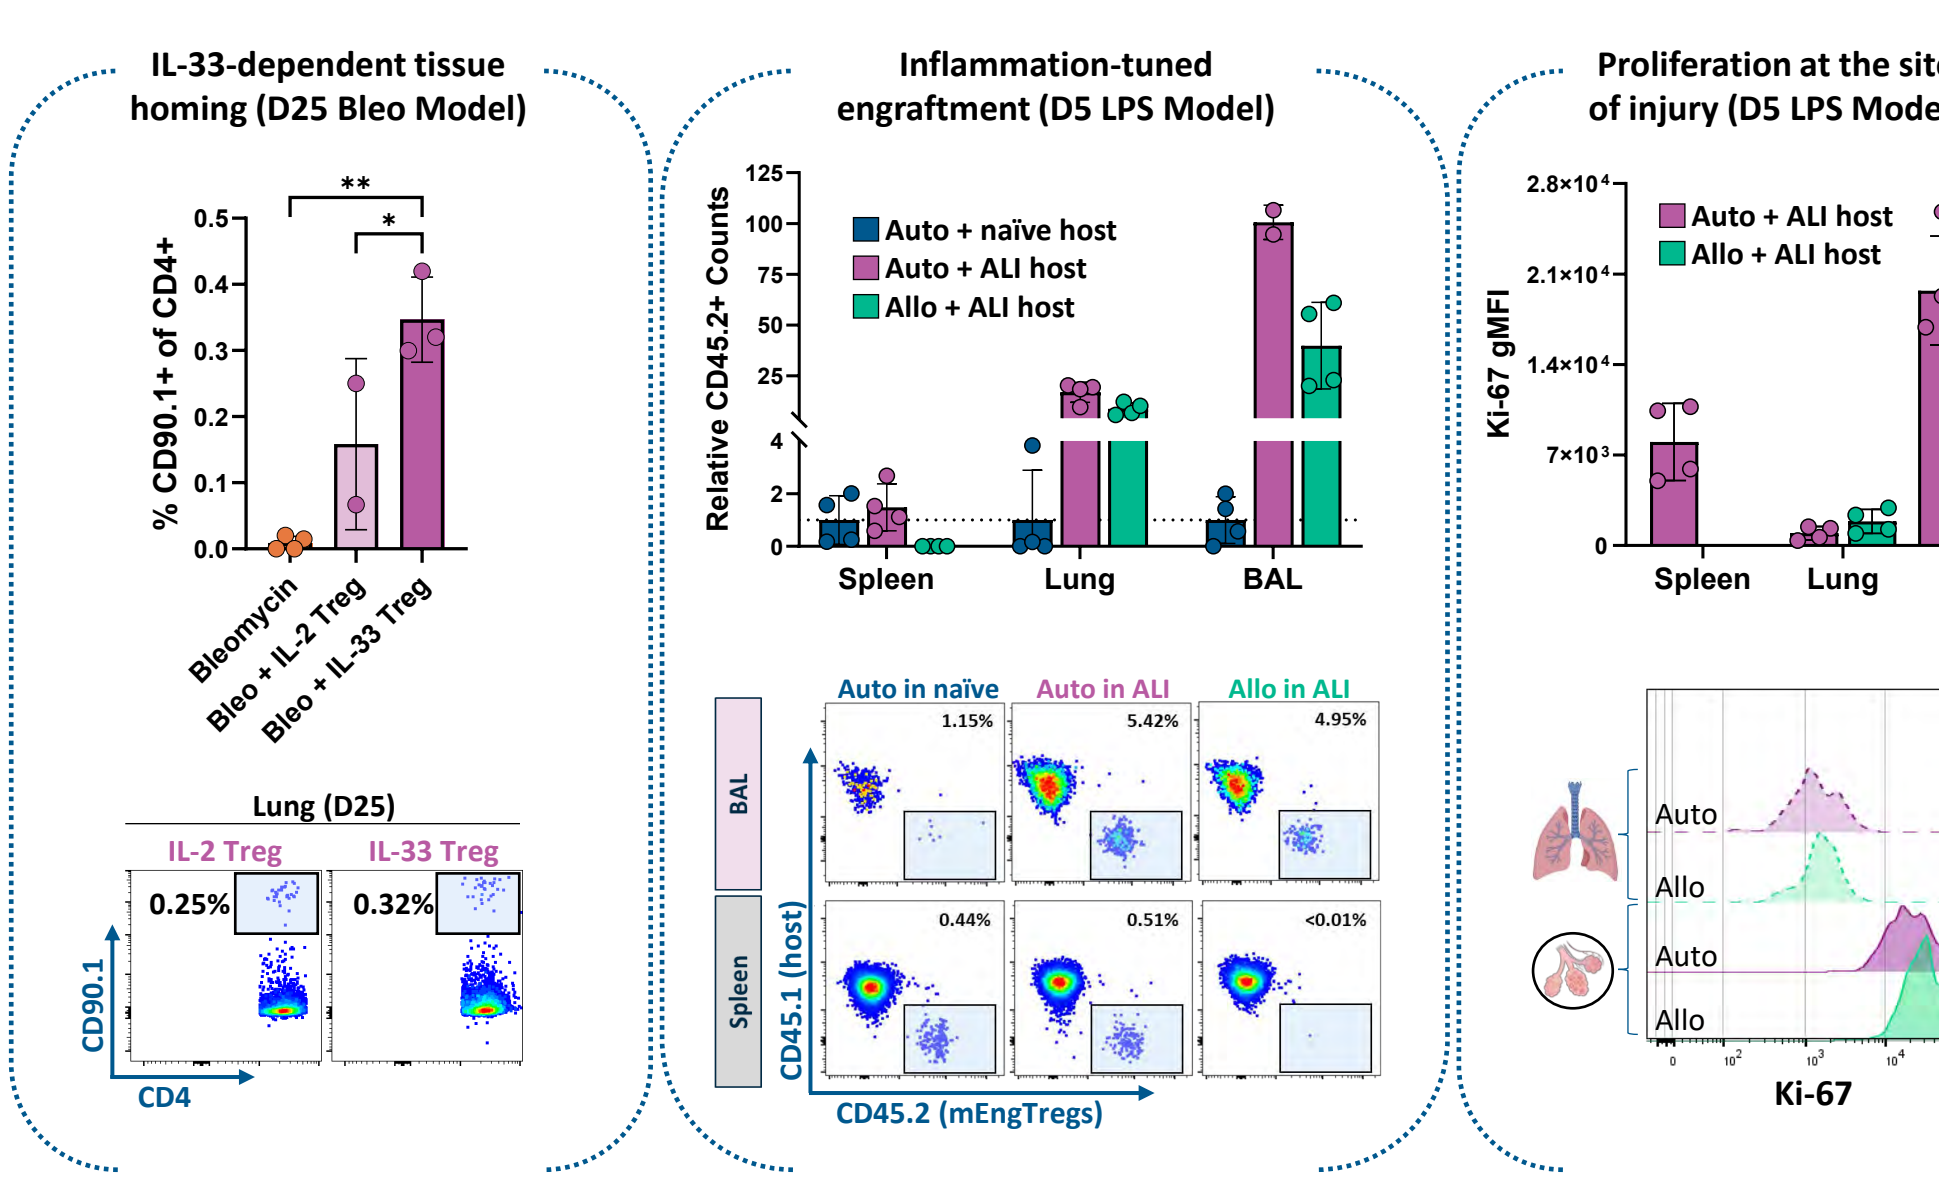 IL-33-dependent tissue
homing (D25 Bleo Model)
**
*
% CD90.1+ of CD4+
0.5
0.4
0.3
0.2
0.1
0.0
Bleomycin
Bleo + IL-2 Treg
Bleo + IL-33 Treg
Lung (D25)
IL-2 Treg
IL-33 Treg
0.25%
0.32%
CD90.1
CD4
Inflammation-tuned
engraftment (D5 LPS Model)
Relative CD45.2+ Counts
125
100
75
50
25
4
2
0
Auto + naïve host
Auto + ALI host
Allo + ALI host
Spleen
Lung
BAL
Auto in naïve
Auto in ALI
Allo in ALI
BAL
1.15%
5.42%
4.95%
Spleen
0.44%
0.51%
<0.01%
CD45.1 (host)
CD45.2 (mEngTregs)
Proliferation at the site
of injury (D5 LPS Mode
Ki-67 gMFI
2.8×10⁴
2.1×10⁴
1.4×10⁴
7×10³
0
Auto + ALI host
Allo + ALI host
Spleen
Lung
Auto
Allo
Auto
Allo
0
10²
10³
10⁴
Ki-67